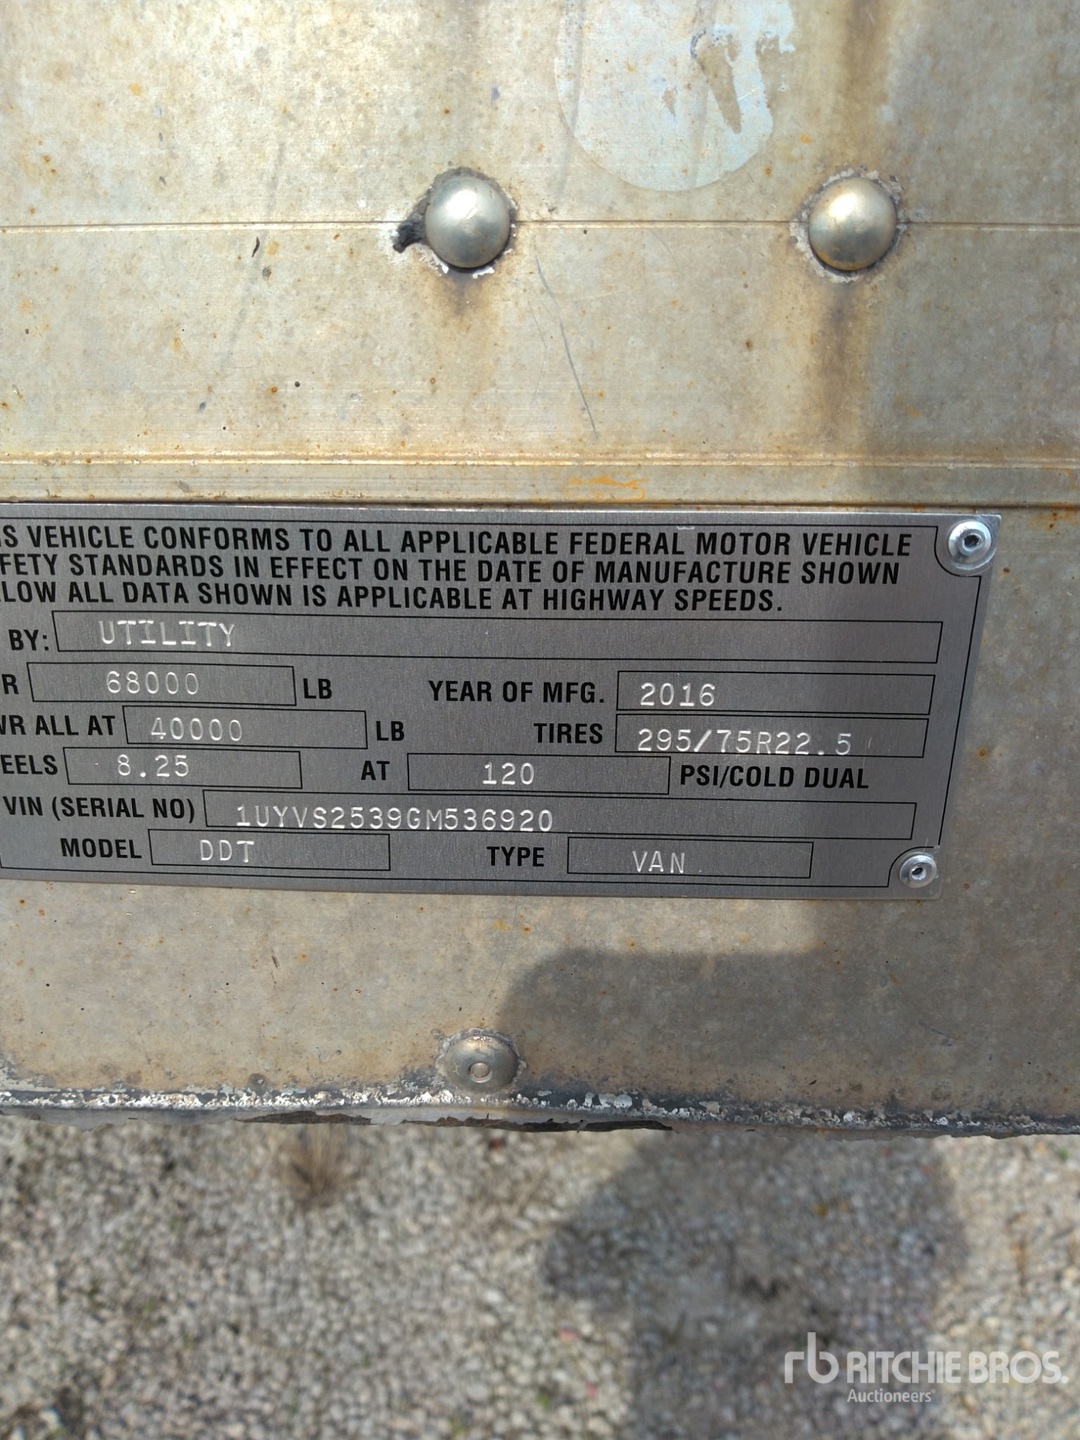 S VEHICLE CONFORMS TO ALL APPLICABLE FEDERAL MOTOR VEHICLE
FETY STANDARDS IN EFFECT ON THE DATE OF MANUFACTURE SHOWN
LOW ALL DATA SHOWN IS APPLICABLE AT HIGHWAY SPEEDS.
BY: UTILITY
R 68000 LB YEAR OF MFG. 2016
WR ALL AT 40000 LB TIRES 295/75R22.5
EELS 8.25 AT 120 PSI/COLD DUAL
VIN (SERIAL NO) 1UYVS2539GM536920
MODEL DDT TYPE VAN
rb RITCHIE BROS.
Auctioneers